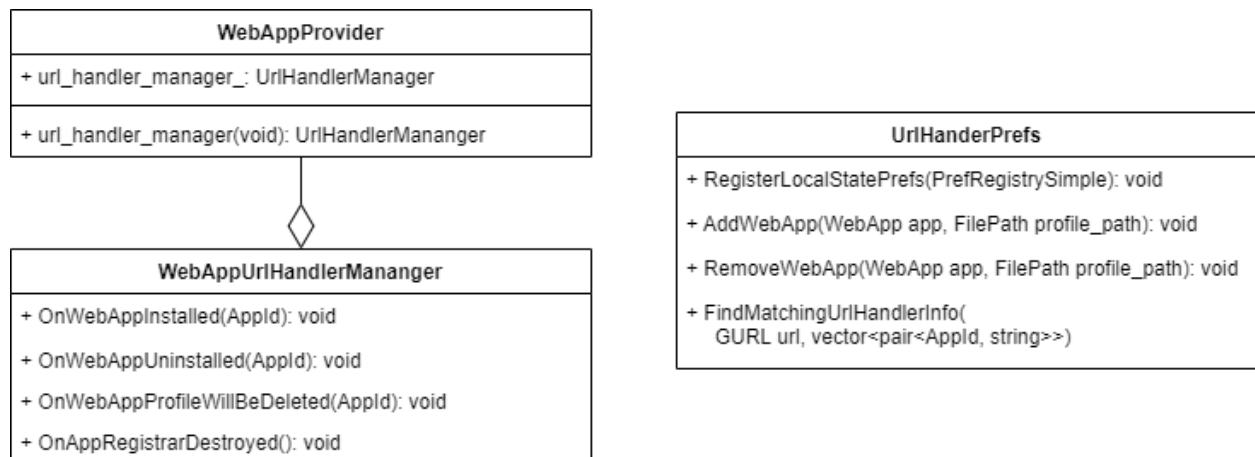 WebAppProvider
+ url_handler_manager_: UrlHandlerManager
+ url_handler_manager(void): UrlHandlerMananger
WebAppUrlHandlerMananger
+ OnWebAppInstalled(AppId): void
+ OnWebAppUninstalled(AppId): void
+ OnWebAppProfileWillBeDeleted(AppId): void
+ OnAppRegistrarDestroyed(): void
UrlHanderPrefs
+ RegisterLocalStatePrefs(PrefRegistrySimple): void
+ AddWebApp(WebApp app, FilePath profile_path): void
+ RemoveWebApp(WebApp app, FilePath profile_path): void
+ FindMatchingUrlHandlerInfo(
GURL url, vector<pair<AppId, string>>)